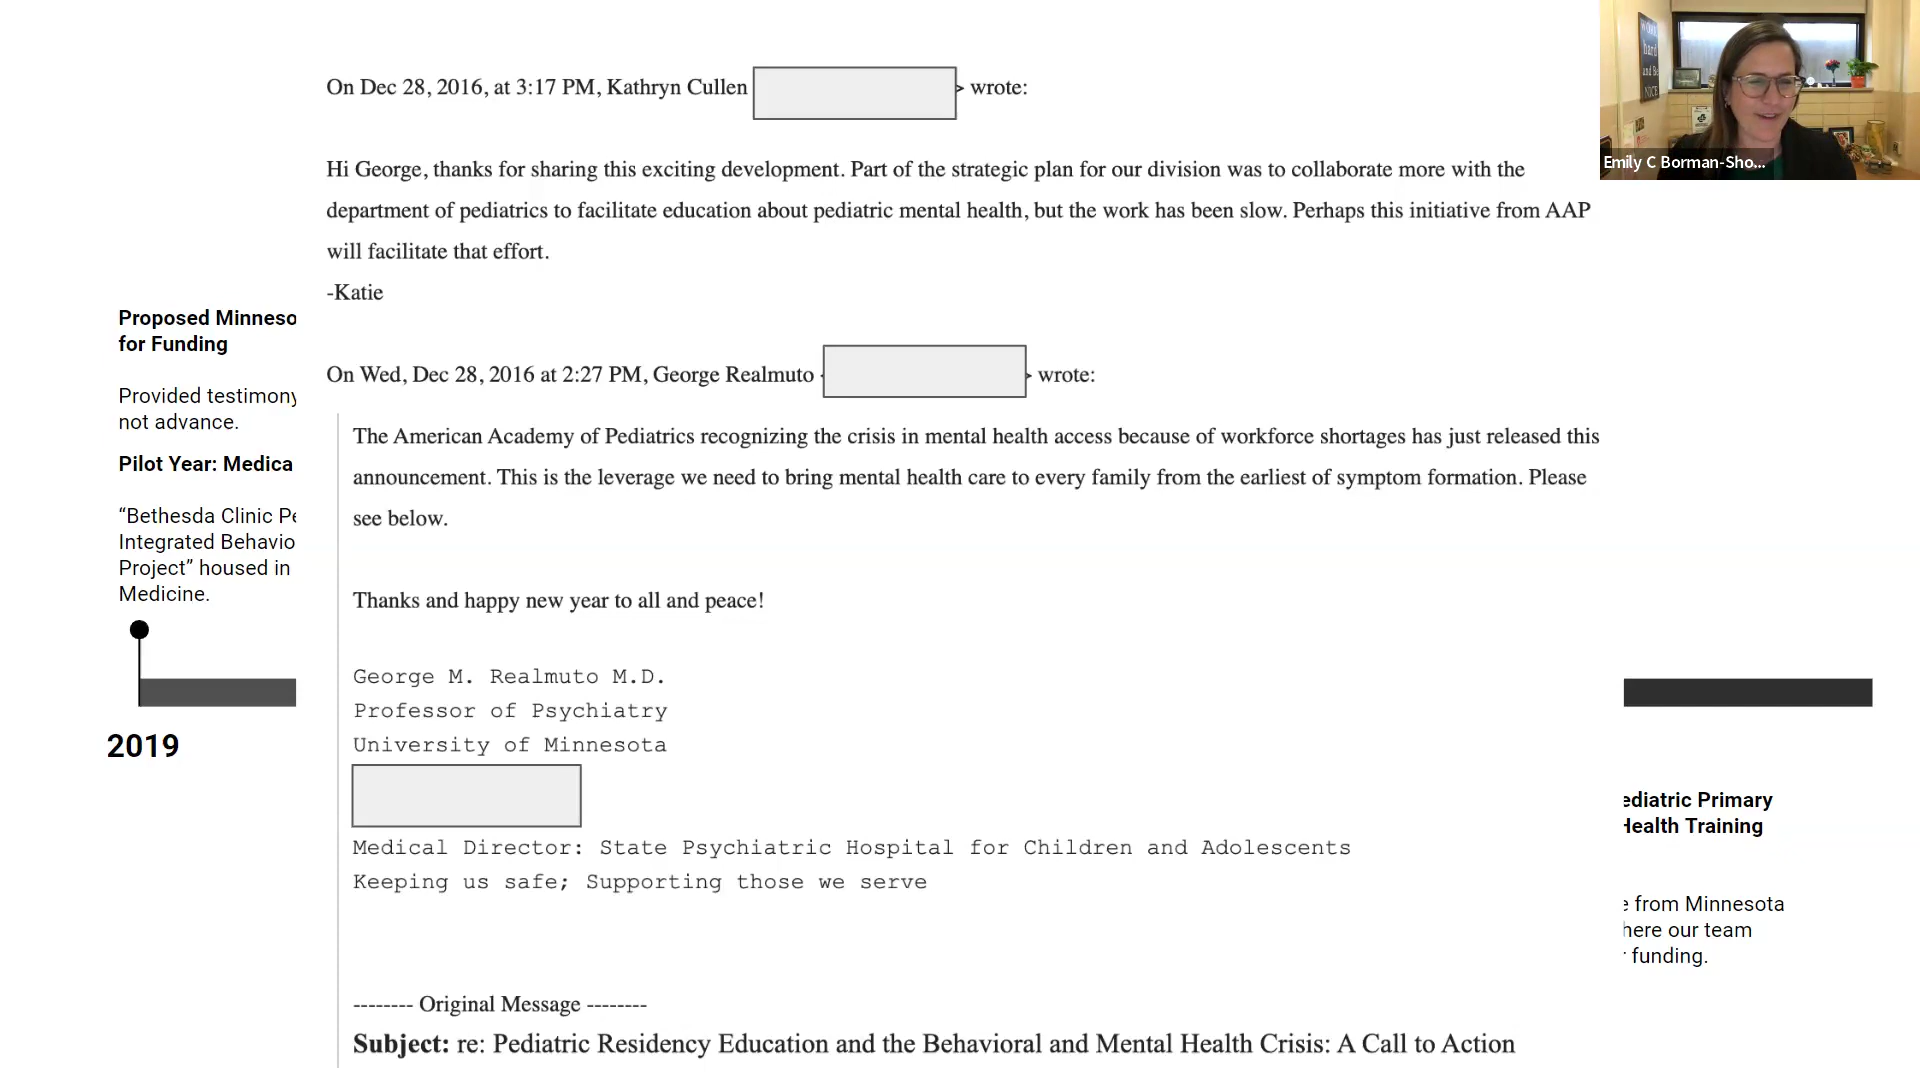 On Dec 28, 2016, at 3:17 PM, Kathryn Cullen > wrote:
Hi George, thanks for sharing this exciting development. Part of the strategic plan for our division was to collaborate more with the
department of pediatrics to facilitate education about pediatric mental health, but the work has been slow. Perhaps this initiative from AAP
will facilitate that effort.
-Katie
On Wed, Dec 28, 2016 at 2:27 PM, George Realmuto > wrote:
The American Academy of Pediatrics recognizing the crisis in mental health access because of workforce shortages has just released this
announcement. This is the leverage we need to bring mental health care to every family from the earliest of symptom formation. Please
see below.
Thanks and happy new year to all and peace!
George M. Realmuto M.D.
Professor of Psychiatry
University of Minnesota
Medical Director: State Psychiatric Hospital for Children and Adolescents
Keeping us safe; Supporting those we serve
-------- Original Message --------
Subject: re: Pediatric Residency Education and the Behavioral and Mental Health Crisis: A Call to Action
Proposed Minneso
for Funding
Provided testimony
not advance.
Pilot Year: Medica
“Bethesda Clinic Pe
Integrated Behavio
Project” housed in
Medicine.
2019
ediatric Primary
Health Training
e from Minnesota
here our team
r funding.
Emily C Borman-Sho...
work
hard
and Be
NICE